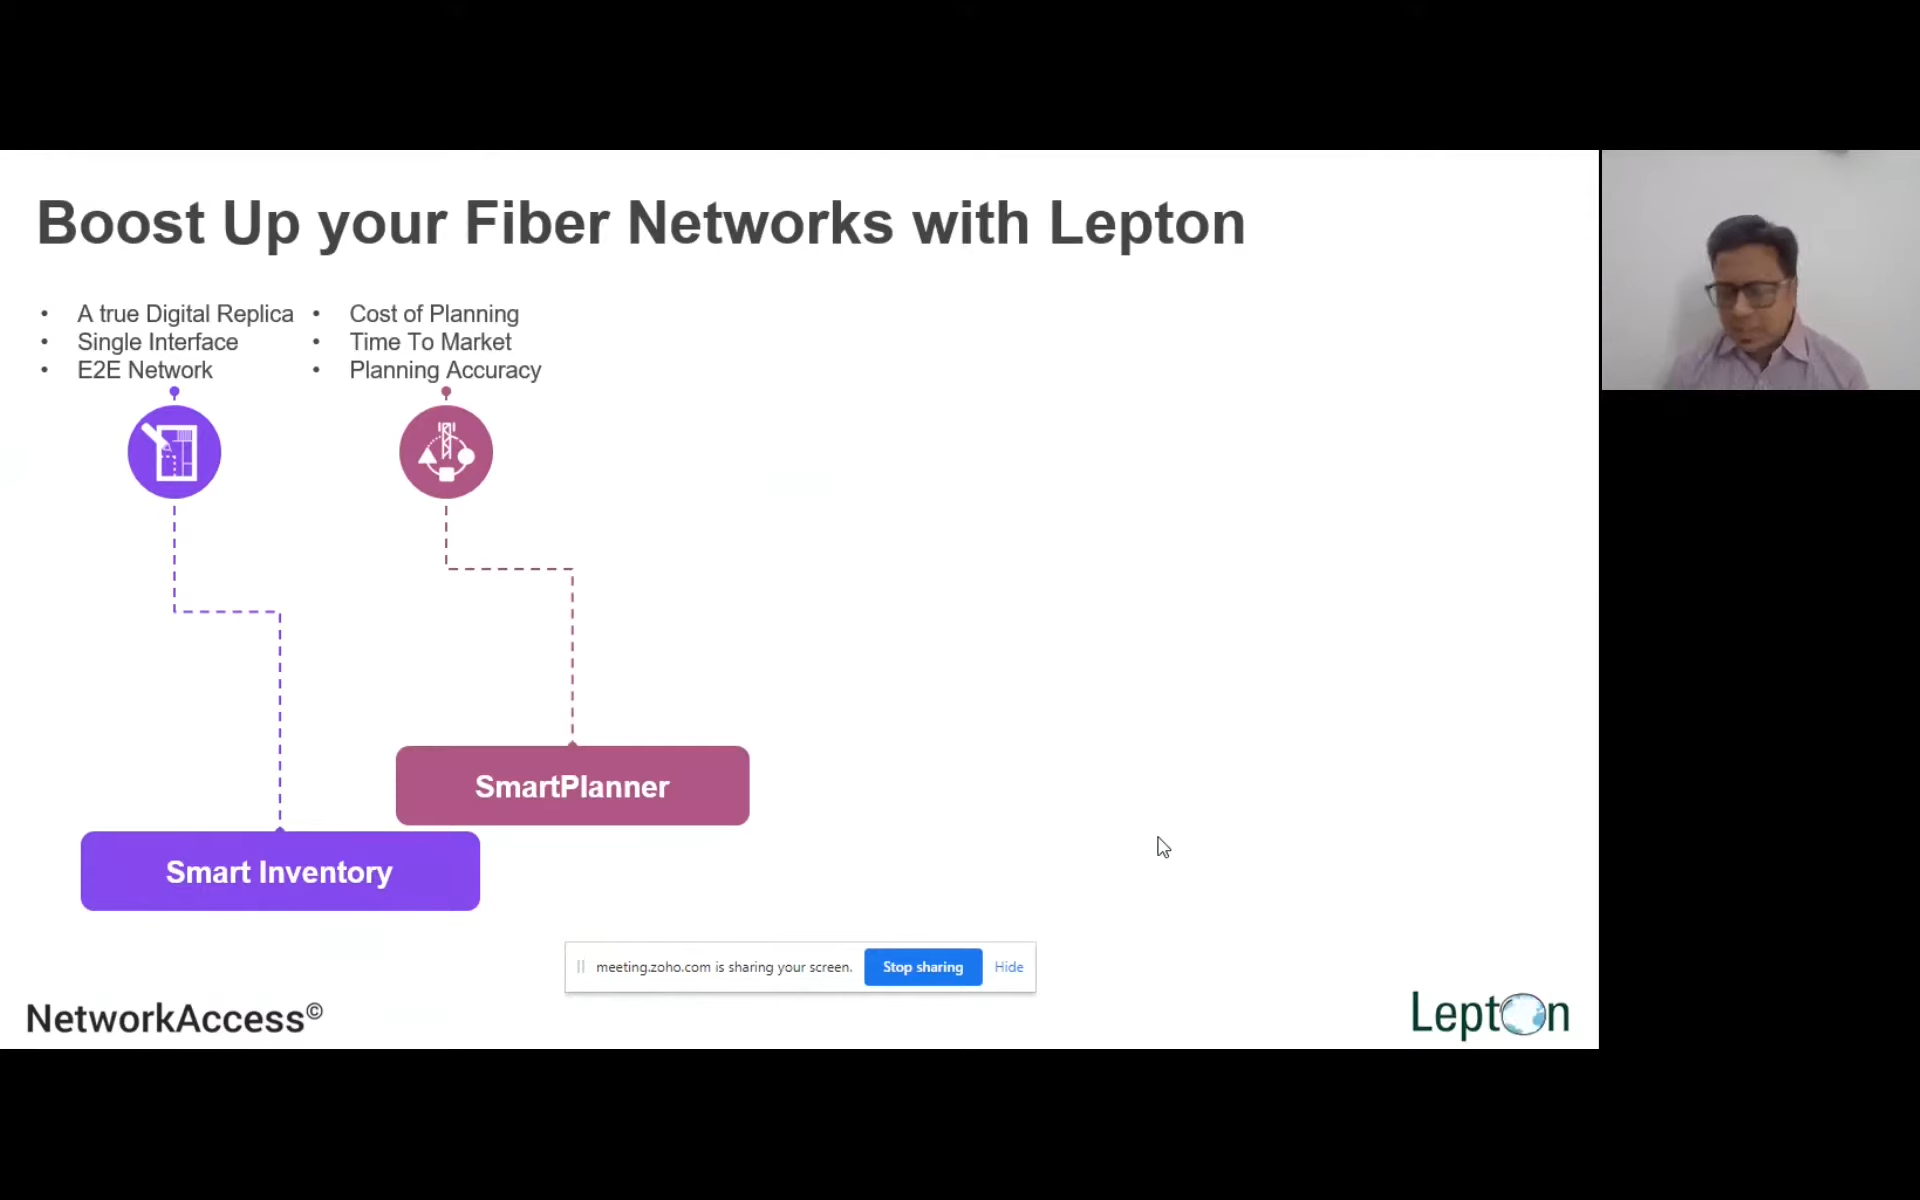 Boost Up your Fiber Networks with Lepton
• A true Digital Replica
• Single Interface
• E2E Network
• Cost of Planning
• Time To Market
• Planning Accuracy
SmartPlanner
Smart Inventory
meeting.zoho.com is sharing your screen. Stop sharing Hide
NetworkAccess©
Lepton